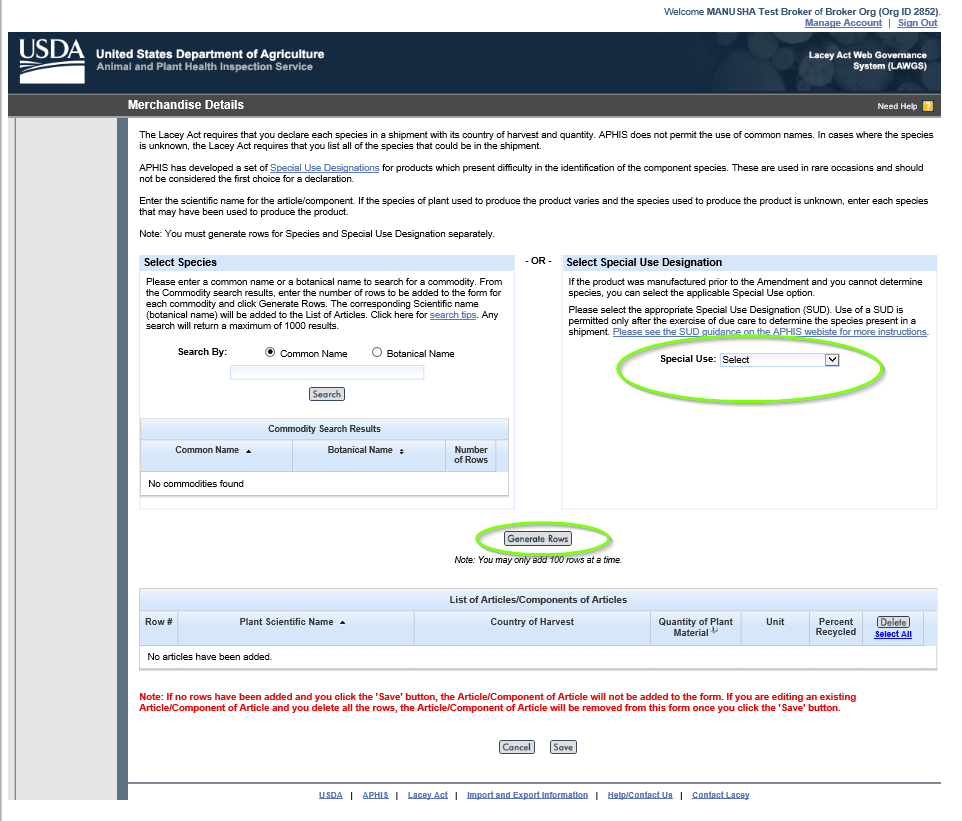 Welcome MANUSHA Test Broker of Broker Org (Org ID 2852).
Manage Account | Sign Out
USDA
United States Department of Agriculture
Animal and Plant Health Inspection Service
Lacey Act Web Governance
System (LAWGS)
Merchandise Details
Need Help ?
The Lacey Act requires that you declare each species in a shipment with its country of harvest and quantity. APHIS does not permit the use of common names. In cases where the species
is unknown, the Lacey Act requires that you list all of the species that could be in the shipment.
APHIS has developed a set of Special Use Designations for products which present difficulty in the identification of the component species. These are used in rare occasions and should
not be considered the first choice for a declaration.
Enter the scientific name for the article/component. If the species of plant used to produce the product varies and the species used to produce the product is unknown, enter each species
that may have been used to produce the product.
Note: You must generate rows for Species and Special Use Designation separately.
Select Species
Please enter a common name or a botanical name to search for a commodity. From
the Commodity search results, enter the number of rows to be added to the form for
each commodity and click Generate Rows. The corresponding Scientific name
(botanical name) will be added to the List of Articles. Click here for search tips. Any
search will return a maximum of 1000 results.
Search By: Common Name Botanical Name
Search
Commodity Search Results
Common Name Botanical Name Number
of Rows
No commodities found
- OR -
Select Special Use Designation
If the product was manufactured prior to the Amendment and you cannot determine
species, you can select the applicable Special Use option.
Please select the appropriate Special Use Designation (SUD). Use of a SUD is
permitted only after the exercise of due care to determine the species present in a
shipment. Please see the SUD guidance on the APHIS webiste for more instructions.
Special Use: Select
Generate Rows
Note: You may only add 100 rows at a time.
List of Articles/Components of Articles
Row # Plant Scientific Name Country of Harvest Quantity of Plant Unit Percent Delete
Material Recycled Select All
No articles have been added.
Note: If no rows have been added and you click the 'Save' button, the Article/Component of Article will not be added to the form. If you are editing an existing
Article/Component of Article and you delete all the rows, the Article/Component of Article will be removed from this form once you click the 'Save' button.
Cancel Save
USDA | APHIS | Lacey Act | Import and Export Information | Help/Contact Us | Contact Lacey